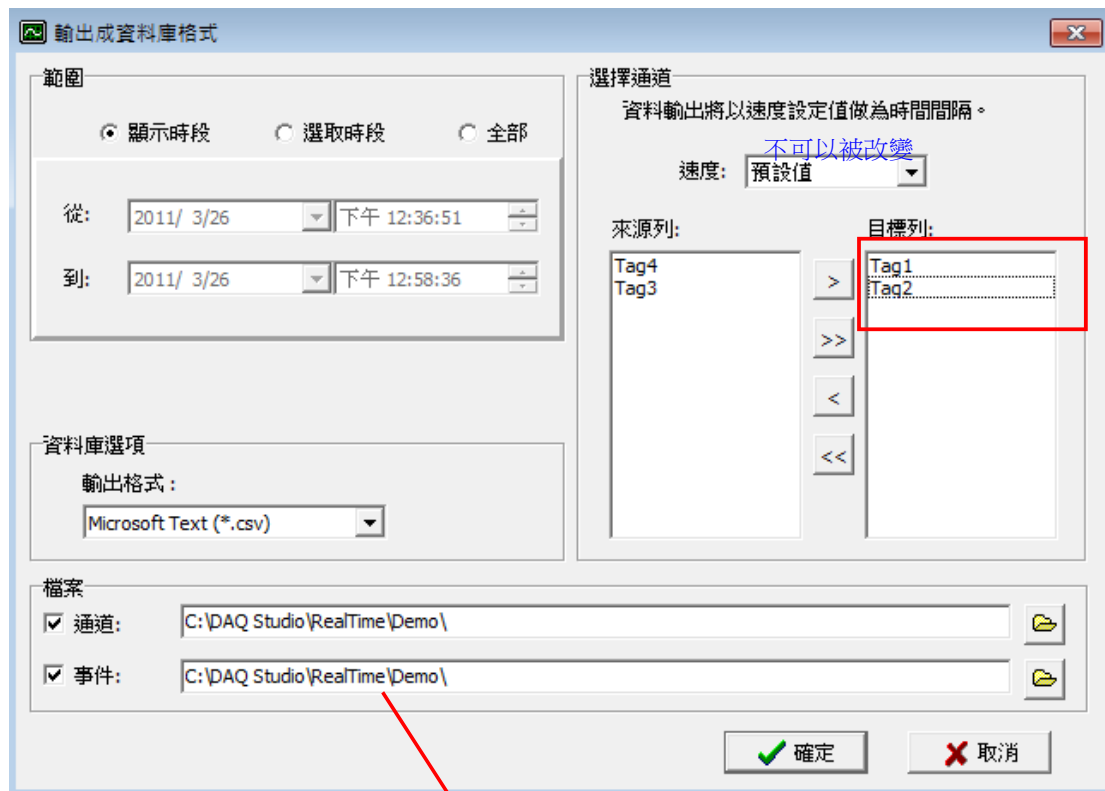 輸出成資料庫格式
範圍
顯示時段 選取時段 全部
從: 2011/ 3/26 下午 12:36:51
到: 2011/ 3/26 下午 12:58:36
資料庫選項
輸出格式 :
Microsoft Text (*.csv)
選擇通道
資料輸出將以速度設定值做為時間間隔。
不可以被改變
速度: 預設值
來源列:
Tag4
Tag3
>
>>
<
<<
目標列:
Tag1
Tag2
檔案
通道: C:\DAQ Studio\RealTime\Demo\
事件: C:\DAQ Studio\RealTime\Demo\
確定 取消